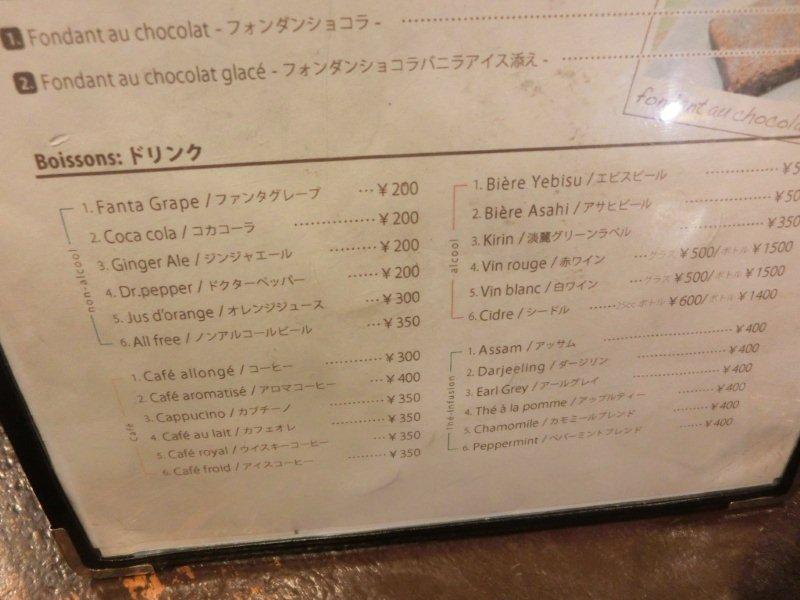 1. Fondant au chocolat - フォンダンショコラ -
2. Fondant au chocolat glacé - フォンダンショコラバニラアイス添え -
fondant au chocola
Boissons: ドリンク
non-alcool
1. Fanta Grape / ファンタグレープ ¥200
2. Coca cola / コカコーラ ¥200
3. Ginger Ale / ジンジャエール ¥200
4. Dr.pepper / ドクターペッパー ¥200
5. Jus d'orange / オレンジジュース ¥300
6. All free / ノンアルコールビール ¥350
Café
1. Café allongé / コーヒー ¥300
2. Café aromatisé / アロマコーヒー ¥400
3. Cappucino / カプチーノ ¥350
4. Café au lait / カフェオレ ¥350
5. Café royal / ウイスキーコーヒー ¥350
6. Café froid / アイスコーヒー ¥350
alcool
1. Bière Yebisu / エビスビール ¥5
2. Bière Asahi / アサヒビール ¥50
3. Kirin / 淡麗グリーンラベル ¥350
4. Vin rouge / 赤ワイン グラス ¥500/ ボトル ¥1500
5. Vin blanc / 白ワイン グラス ¥500/ ボトル ¥1500
6. Cidre / シードル 25cc ボトル ¥600/ ボトル ¥1400
Thé-Infusion
1. Assam / アッサム ¥400
2. Darjeeling / ダージリン ¥400
3. Earl Grey / アールグレイ ¥400
4. Thé à la pomme / アップルティー ¥400
5. Chamomile / カモミールブレンド ¥400
6. Peppermint / ペパーミントブレンド ¥400